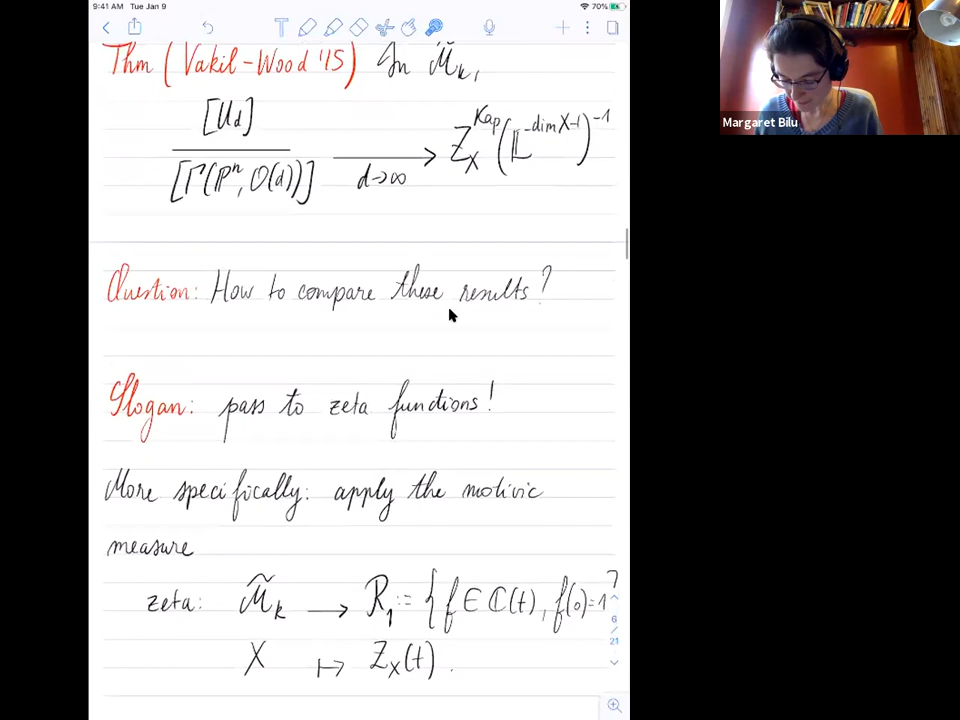 9:41 AM Tue Jan 9
70%
Thm (Vakil-Wood '15) In M̃_k,
[U_d] / [Γ(ℙ^n, O(d))] ⟶_{d→∞} Z_X^{Kap}(𝕃^{-dim X-1})^{-1}
Question: How to compare these results?
Slogan: pass to zeta functions!
More specifically: apply the motivic
measure
zeta: M̃_k → R_1 := {f ∈ ℂ(t), f(0)=1}
X ↦ Z_X(t).
6
/
21
Margaret Bilu